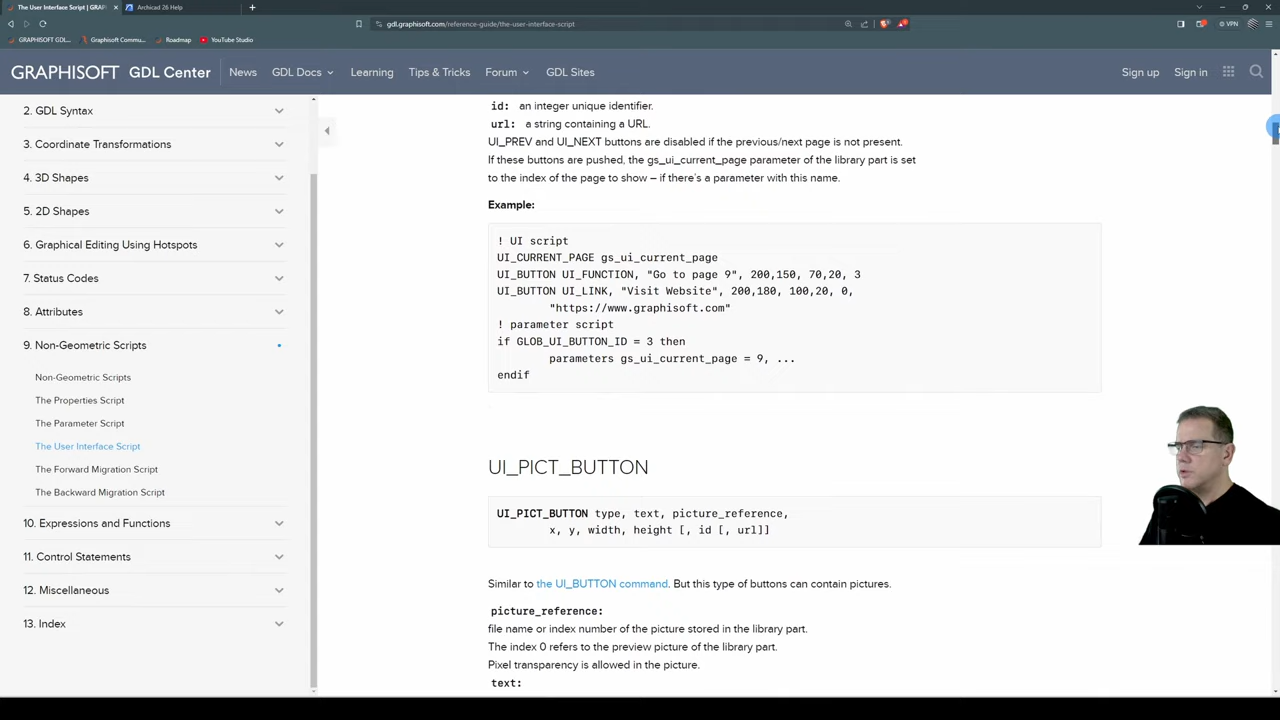 The User Interface Script | GRAPI
Archicad 26 Help
gdl.graphisoft.com/reference-guide/the-user-interface-script
VPN
GRAPHISOFT GDL...
Graphisoft Commu...
Roadmap
YouTube Studio
GRAPHISOFT GDL Center
News
GDL Docs
Learning
Tips & Tricks
Forum
GDL Sites
Sign up
Sign in
2. GDL Syntax
3. Coordinate Transformations
4. 3D Shapes
5. 2D Shapes
6. Graphical Editing Using Hotspots
7. Status Codes
8. Attributes
9. Non-Geometric Scripts
Non-Geometric Scripts
The Properties Script
The Parameter Script
The User Interface Script
The Forward Migration Script
The Backward Migration Script
10. Expressions and Functions
11. Control Statements
12. Miscellaneous
13. Index
id: an integer unique identifier.
url: a string containing a URL.
UI_PREV and UI_NEXT buttons are disabled if the previous/next page is not present.
If these buttons are pushed, the gs_ui_current_page parameter of the library part is set
to the index of the page to show – if there's a parameter with this name.
Example:
! UI script
UI_CURRENT_PAGE gs_ui_current_page
UI_BUTTON UI_FUNCTION, "Go to page 9", 200,150, 70,20, 3
UI_BUTTON UI_LINK, "Visit Website", 200,180, 100,20, 0,
"https://www.graphisoft.com"
! parameter script
if GLOB_UI_BUTTON_ID = 3 then
parameters gs_ui_current_page = 9, ...
endif
UI_PICT_BUTTON
UI_PICT_BUTTON type, text, picture_reference,
x, y, width, height [, id [, url]]
Similar to the UI_BUTTON command. But this type of buttons can contain pictures.
picture_reference:
file name or index number of the picture stored in the library part.
The index 0 refers to the preview picture of the library part.
Pixel transparency is allowed in the picture.
text: